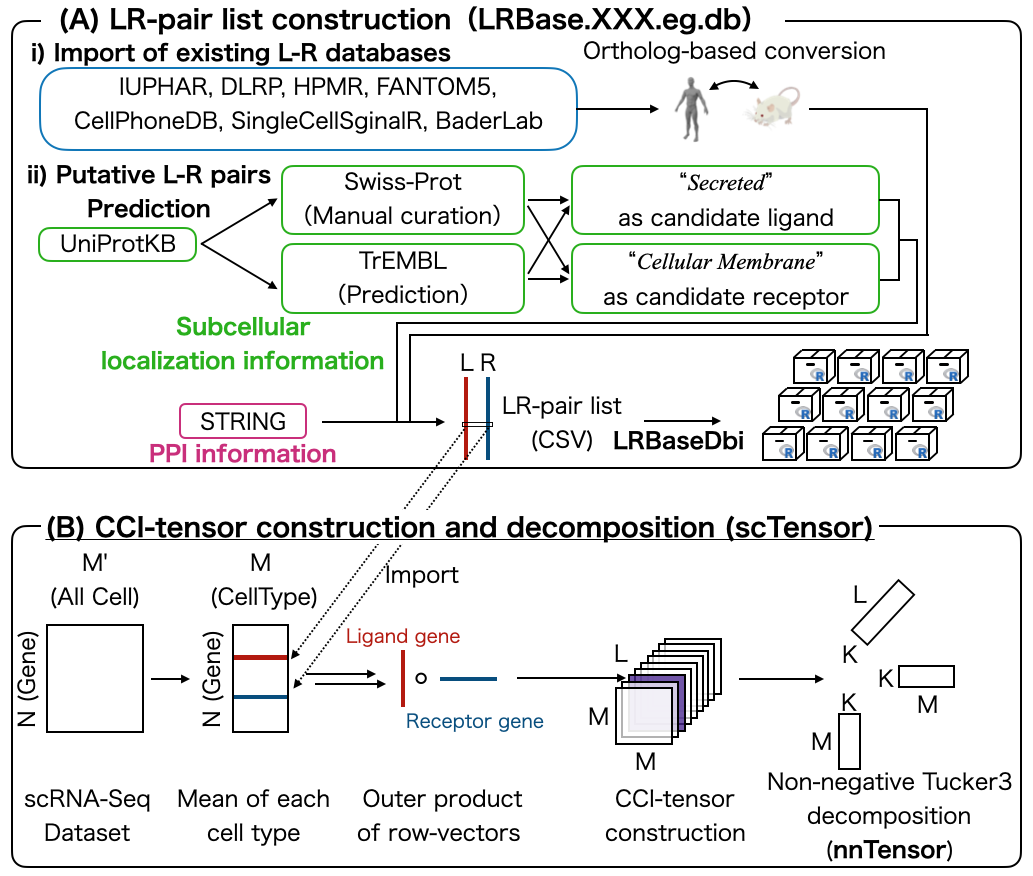 (A) LR-pair list construction (LRBase.XXX.eg.db)
i) Import of existing L-R databases
IUPHAR, DLRP, HPMR, FANTOM5,
CellPhoneDB, SingleCellSginalR, BaderLab
Ortholog-based conversion
ii) Putative L-R pairs
Prediction
UniProtKB
Swiss-Prot
(Manual curation)
TrEMBL
(Prediction)
“Secreted”
as candidate ligand
“Cellular Membrane”
as candidate receptor
Subcellular
localization information
STRING
PPI information
L R
LR-pair list
(CSV)
LRBaseDbi
R R R R
R R R R
R R R R
(B) CCI-tensor construction and decomposition (scTensor)
M'
(All Cell)
N (Gene)
scRNA-Seq
Dataset
M
(CellType)
N (Gene)
Mean of each
cell type
Import
Ligand gene
Receptor gene
Outer product
of row-vectors
L
M
M
CCI-tensor
construction
L
K
K
M
K
M
Non-negative Tucker3
decomposition
(nnTensor)